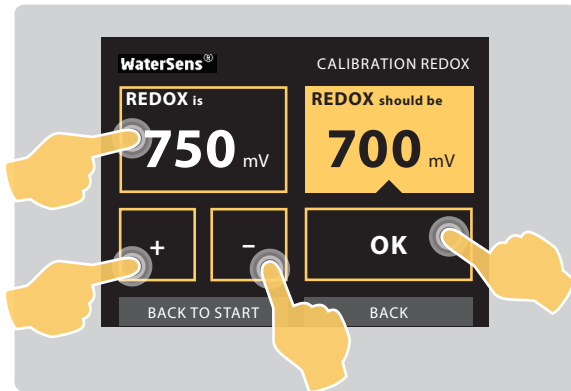 WaterSens® CALIBRATION REDOX
REDOX is
750 mV
REDOX should be
700 mV
+
–
OK
BACK TO START
BACK